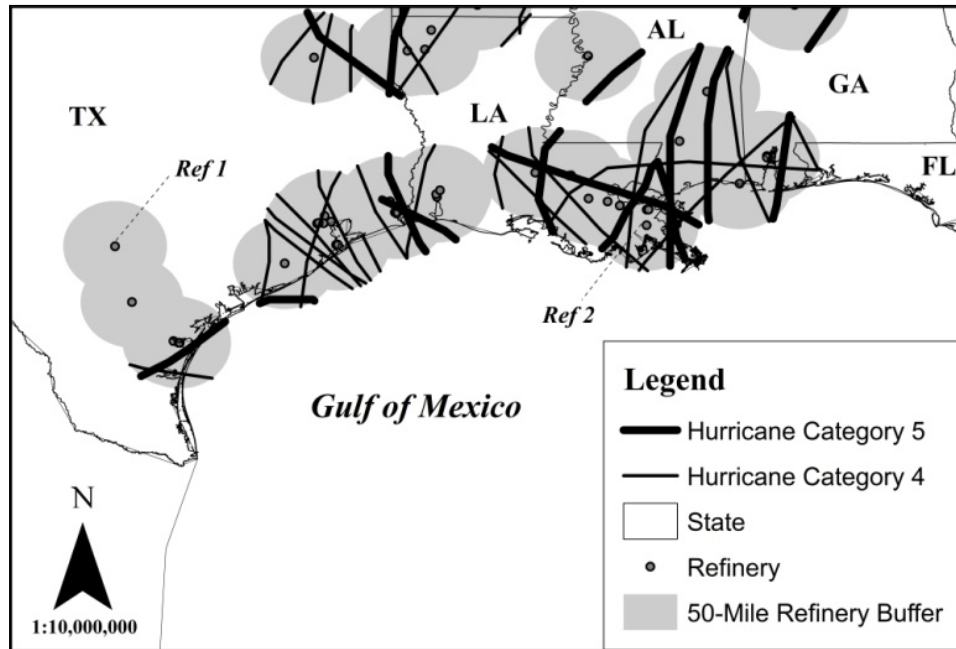 AL
GA
LA
TX
FL
Ref 1
Ref 2
Gulf of Mexico
N
1:10,000,000
Legend
Hurricane Category 5
Hurricane Category 4
State
Refinery
50-Mile Refinery Buffer